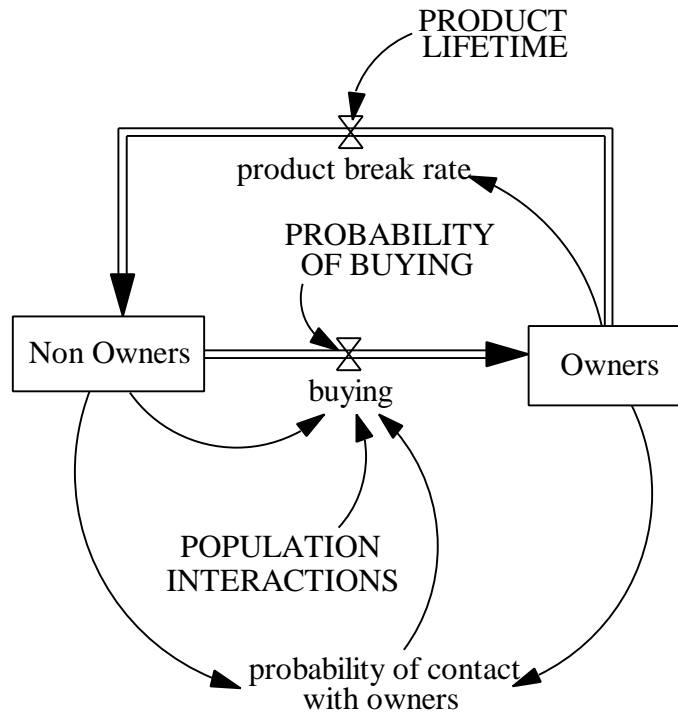 PRODUCT
LIFETIME
product break rate
PROBABILITY
OF BUYING
Non Owners
Owners
buying
POPULATION
INTERACTIONS
probability of contact
with owners